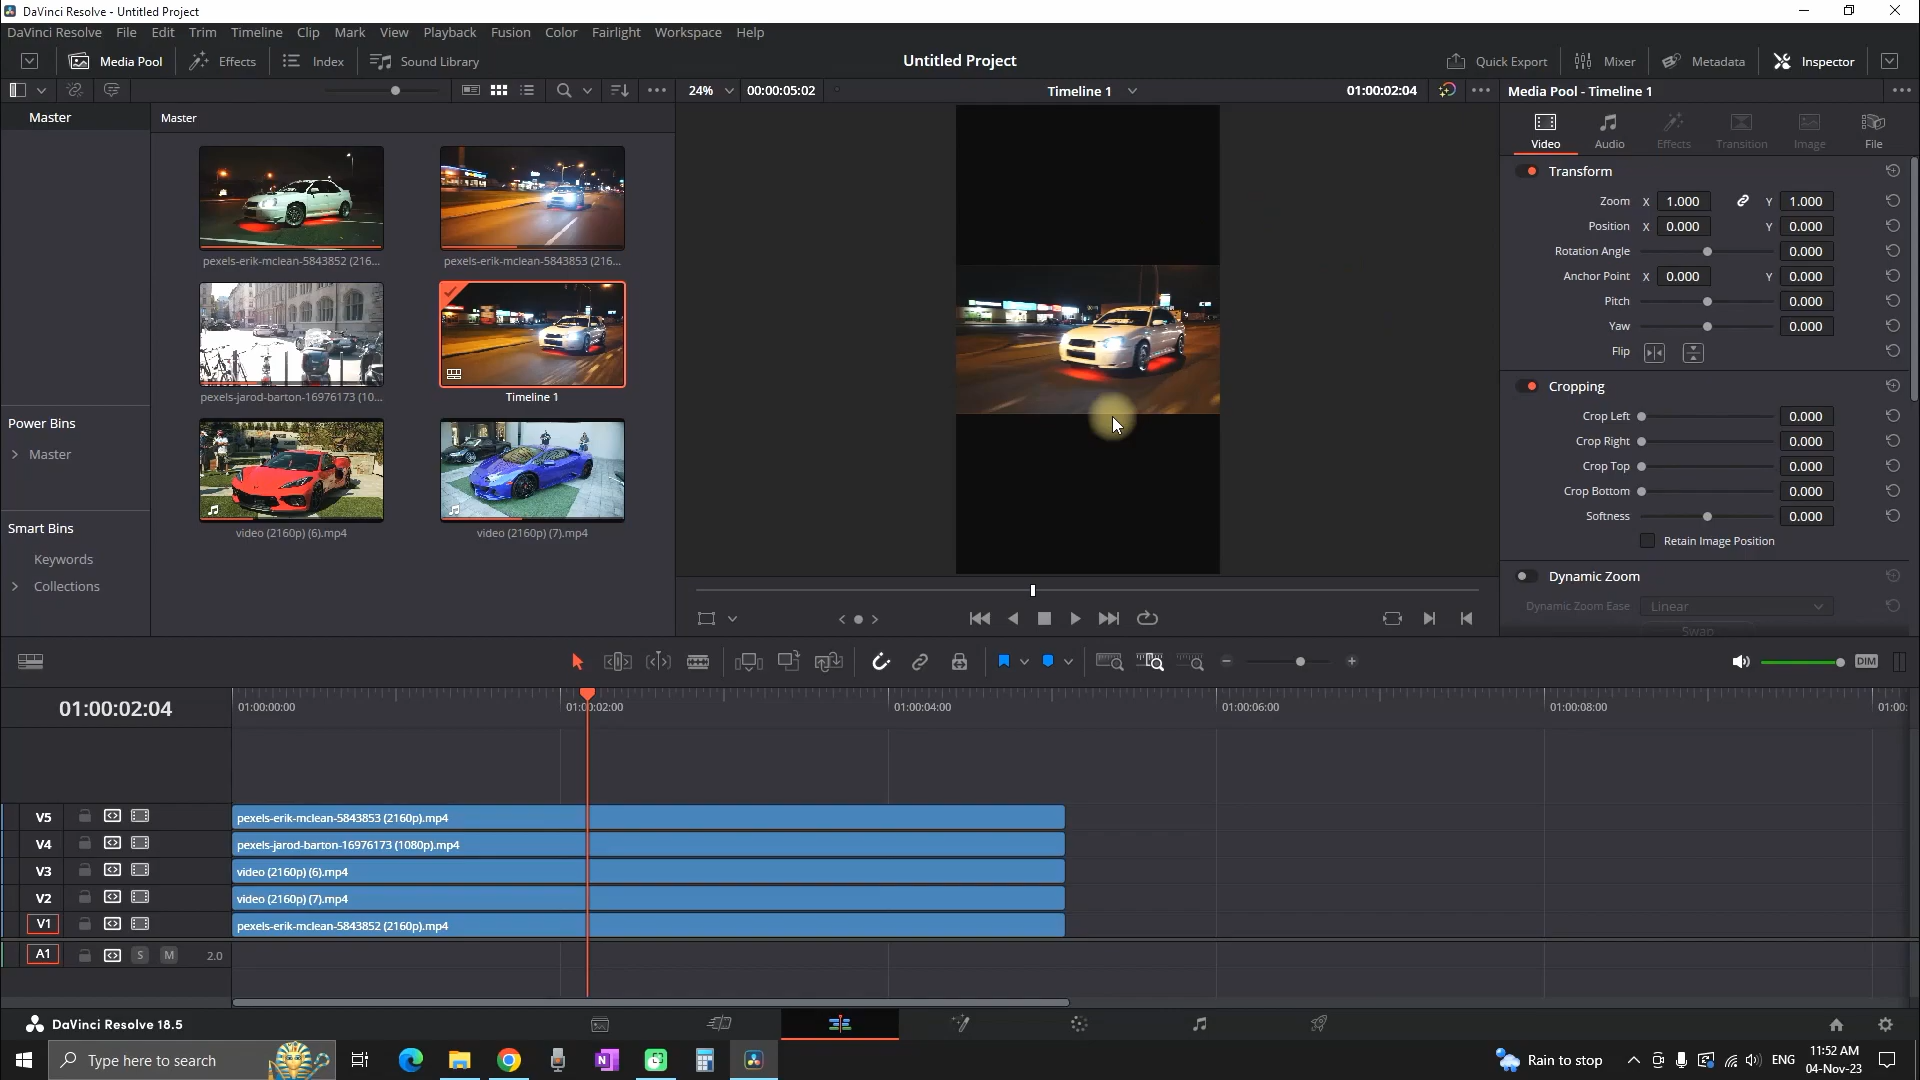 DaVinci Resolve - Untitled Project
DaVinci Resolve File Edit Trim Timeline Clip Mark View Playback Fusion Color Fairlight Workspace Help
Media Pool Effects Index Sound Library Untitled Project Quick Export Mixer Metadata Inspector
24% 00:00:05:02 Timeline 1 01:00:02:04 Media Pool - Timeline 1
Master Master
Video Audio Effects Transition Image File
pexels-erik-mclean-5843852 (216... pexels-erik-mclean-5843853 (216...
pexels-jarod-barton-16976173 (10... Timeline 1
video (2160p) (6).mp4 video (2160p) (7).mp4
Power Bins
Master
Smart Bins
Keywords
Collections
Transform
Zoom X 1.000 Y 1.000
Position X 0.000 Y 0.000
Rotation Angle 0.000
Anchor Point X 0.000 Y 0.000
Pitch 0.000
Yaw 0.000
Flip
Cropping
Crop Left 0.000
Crop Right 0.000
Crop Top 0.000
Crop Bottom 0.000
Softness 0.000
Retain Image Position
Dynamic Zoom
Dynamic Zoom Ease Linear
Swap
DIM
01:00:02:04 01:00:00:00 01:00:02:00 01:00:04:00 01:00:06:00 01:00:08:00 01:00:
V5 pexels-erik-mclean-5843853 (2160p).mp4
V4 pexels-jarod-barton-16976173 (1080p).mp4
V3 video (2160p) (6).mp4
V2 video (2160p) (7).mp4
V1 pexels-erik-mclean-5843852 (2160p).mp4
A1 S M 2.0
DaVinci Resolve 18.5
Type here to search Rain to stop ENG 11:52 AM
04-Nov-23